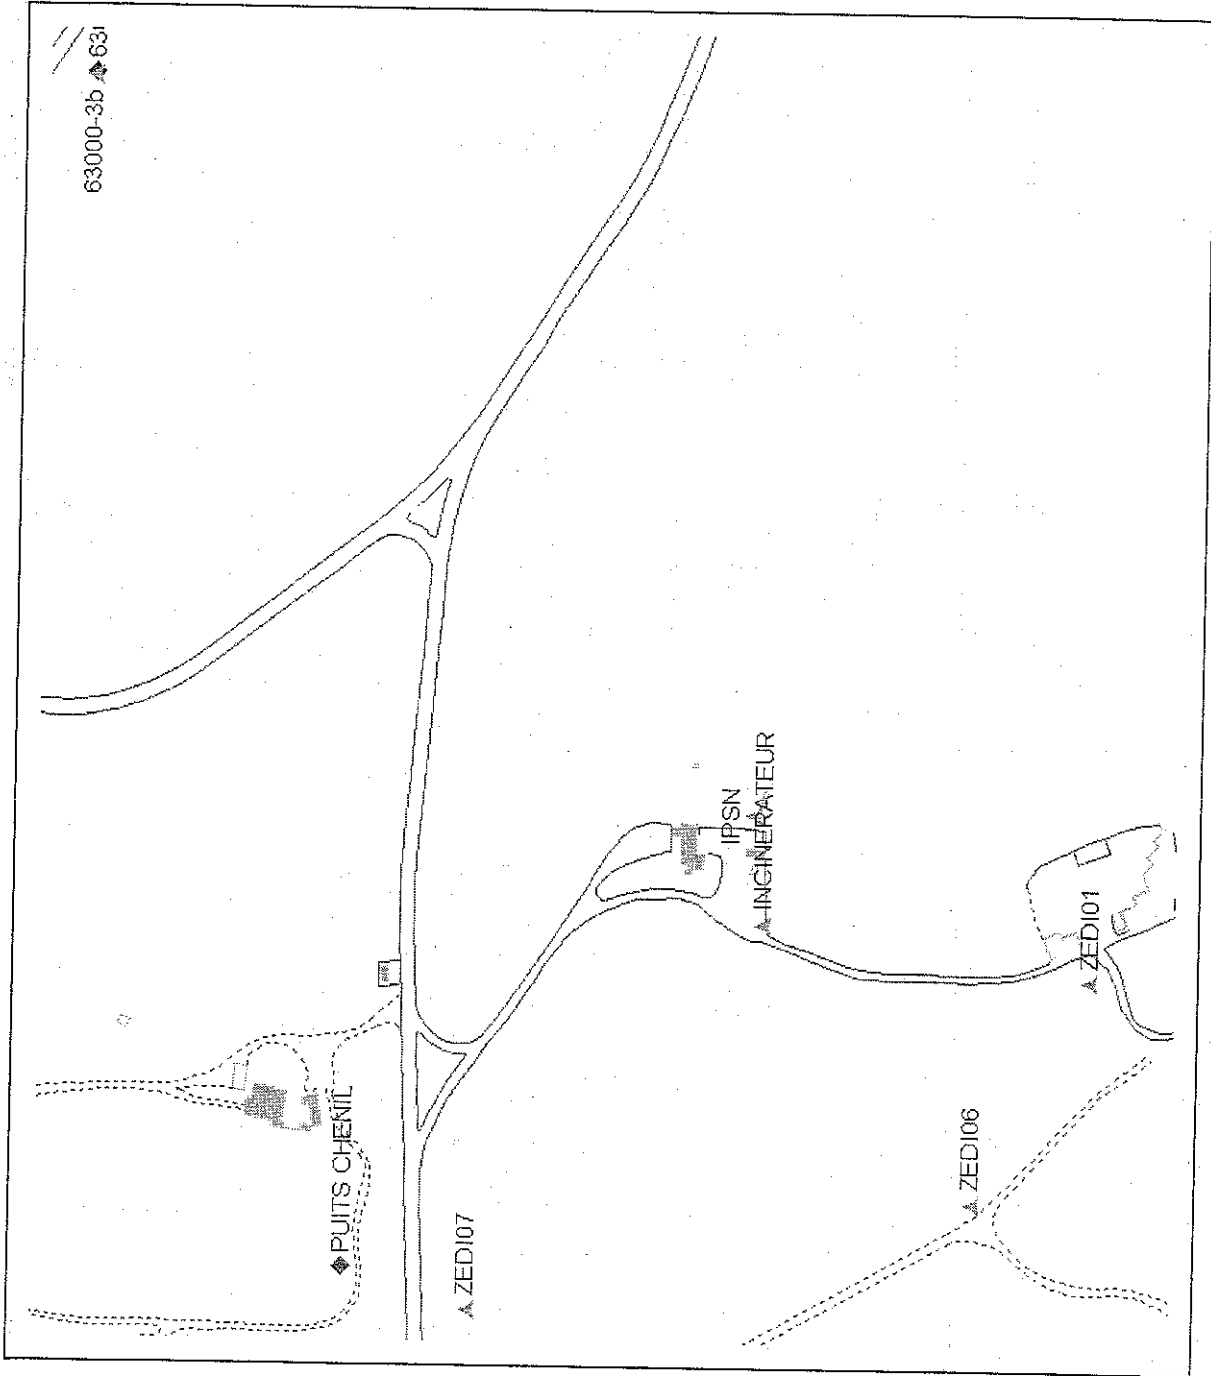 63000-3b 63
PUITS CHENIL
ZEDI07
IPSN
INCINERATEUR
ZEDI01
ZEDI06